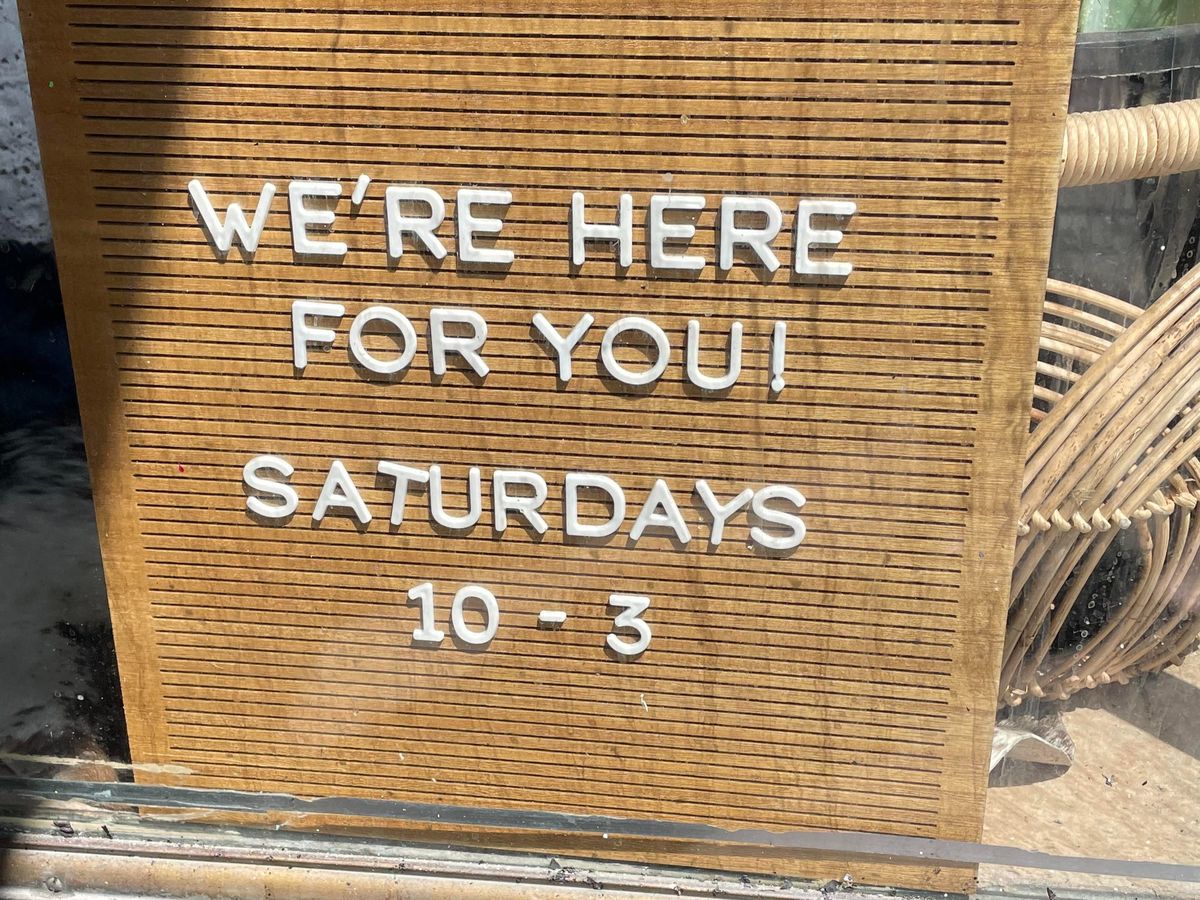 WE'RE HERE
FOR YOU!
SATURDAYS
10 - 3